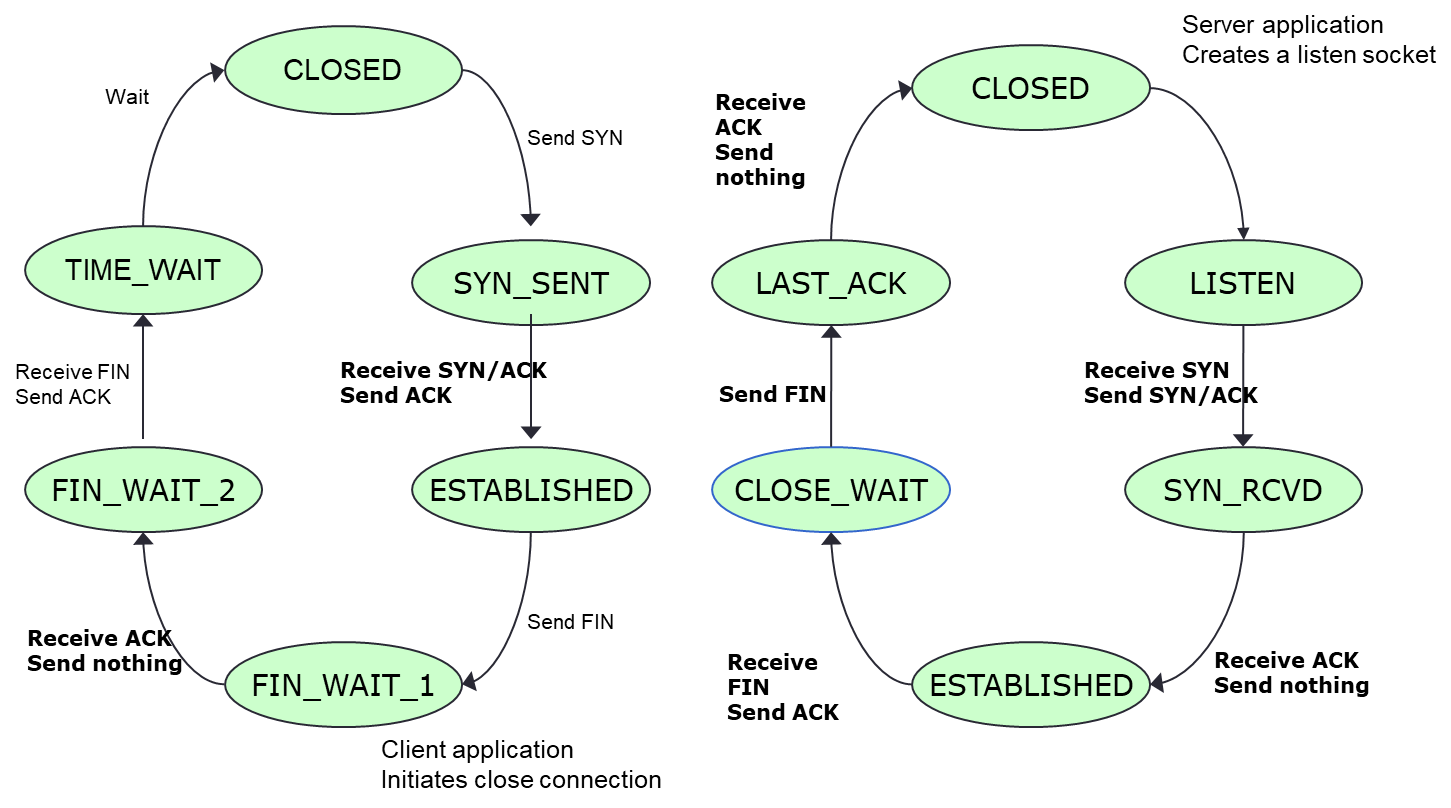 CLOSED
Wait
Send SYN
TIME_WAIT
SYN_SENT
Receive FIN
Send ACK
Receive SYN/ACK
Send ACK
FIN_WAIT_2
ESTABLISHED
Receive ACK
Send nothing
Send FIN
FIN_WAIT_1
Client application
Initiates close connection
Server application
Creates a listen socket
CLOSED
Receive
ACK
Send
nothing
LAST_ACK
LISTEN
Send FIN
Receive SYN
Send SYN/ACK
CLOSE_WAIT
SYN_RCVD
Receive
FIN
Send ACK
ESTABLISHED
Receive ACK
Send nothing